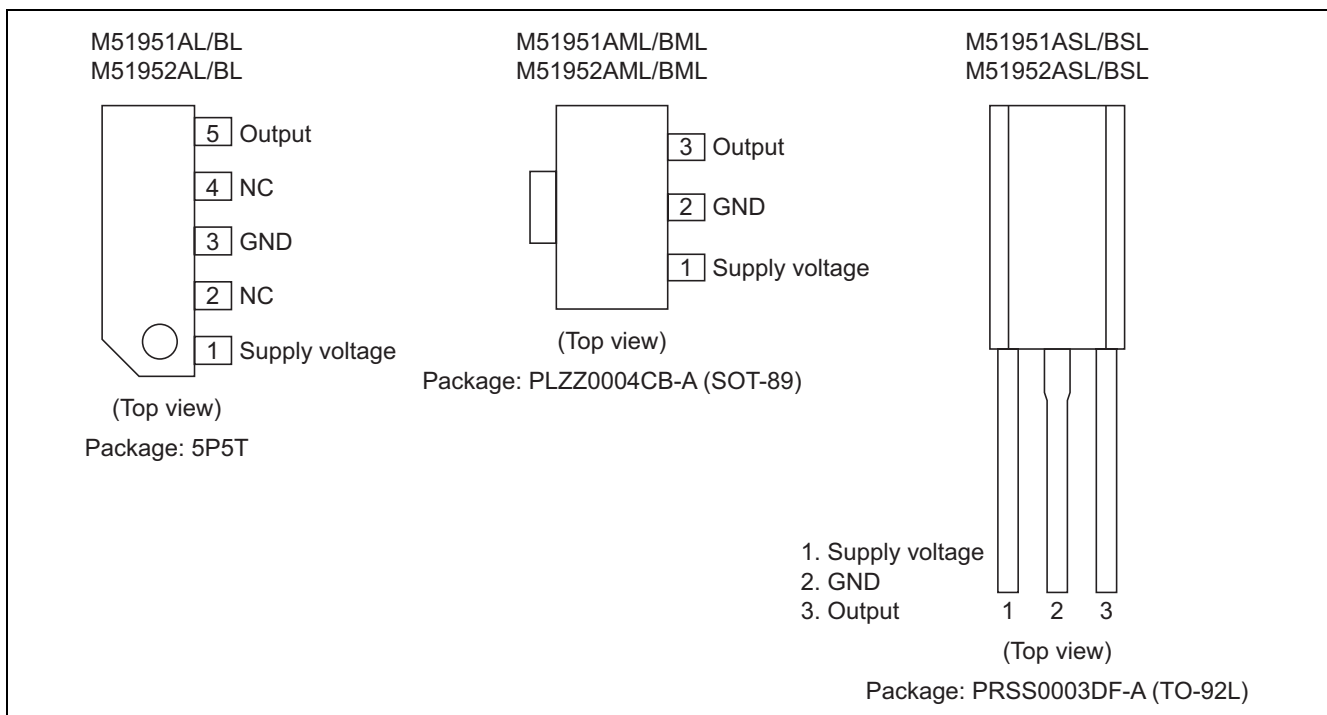 M51951AL/BL
M51952AL/BL
5 Output
4 NC
3 GND
2 NC
1 Supply voltage
(Top view)
Package: 5P5T
M51951AML/BML
M51952AML/BML
3 Output
2 GND
1 Supply voltage
(Top view)
Package: PLZZ0004CB-A (SOT-89)
M51951ASL/BSL
M51952ASL/BSL
1. Supply voltage
2. GND
3. Output
1 2 3
(Top view)
Package: PRSS0003DF-A (TO-92L)